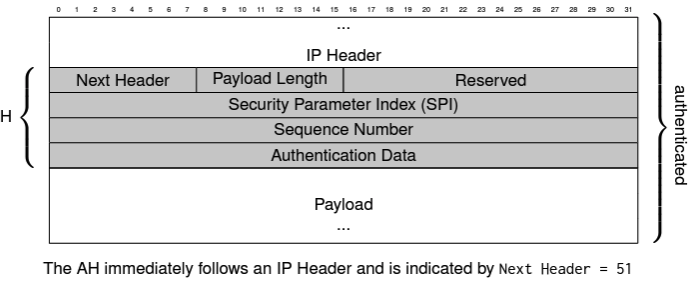 0 1 2 3 4 5 6 7 8 9 10 11 12 13 14 15 16 17 18 19 20 21 22 23 24 25 26 27 28 29 30 31
...
IP Header
Next Header Payload Length Reserved
Security Parameter Index (SPI)
H
Sequence Number
Authentication Data
authenticated
Payload
...
The AH immediately follows an IP Header and is indicated by Next Header = 51